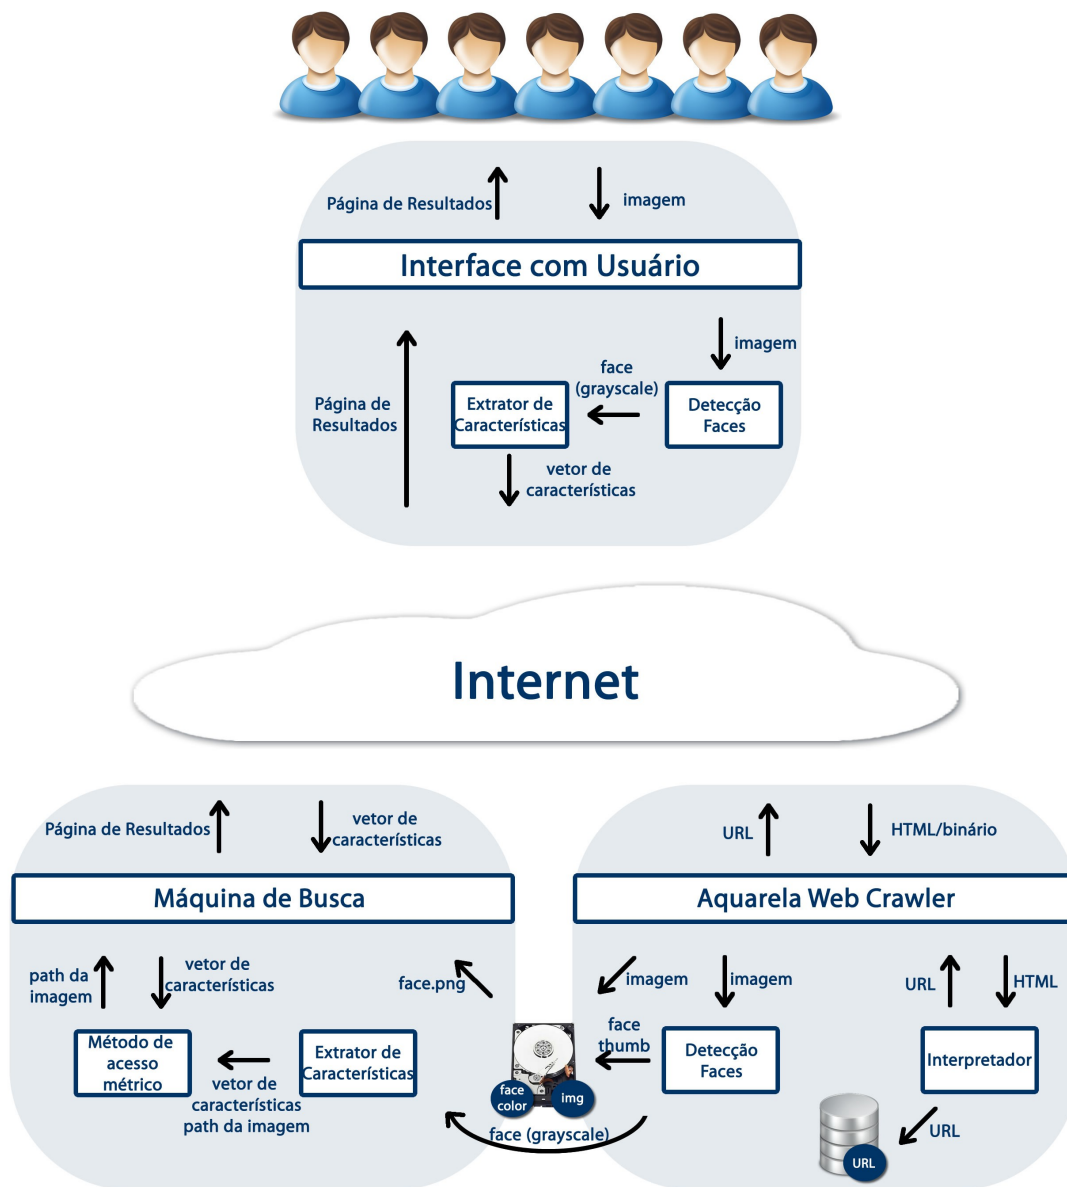 Página de Resultados
imagem
Interface com Usuário
imagem
face
(grayscale)
Página de
Resultados
Extrator de
Características
Detecção
Faces
vetor de
características
Internet
Página de Resultados
vetor de
características
URL
HTML/binário
Máquina de Busca
Aquarela Web Crawler
path da
imagem
vetor de
características
face.png
imagem
imagem
URL
HTML
Método de
acesso
métrico
Extrator de
Características
face
thumb
Detecção
Faces
Interpretador
vetor de
características
path da imagem
face
color
img
face (grayscale)
URL
URL